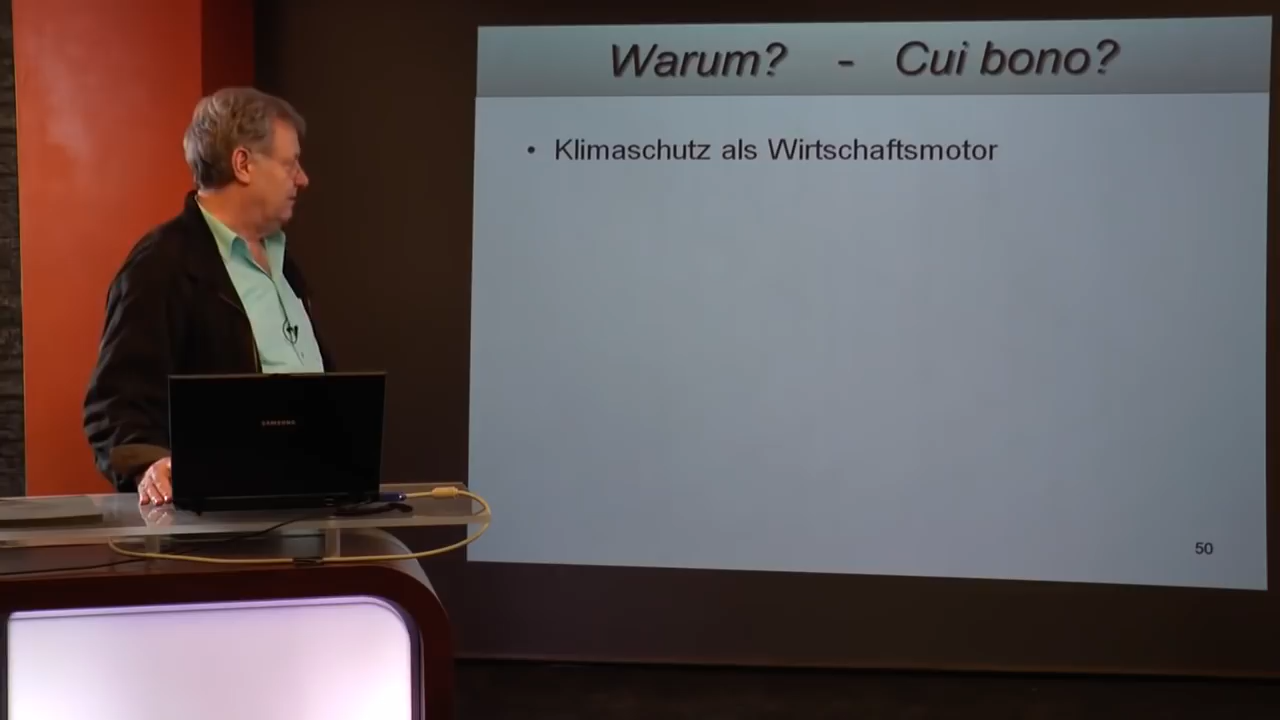 Warum? - Cui bono?
• Klimaschutz als Wirtschaftsmotor
SAMSUNG
50